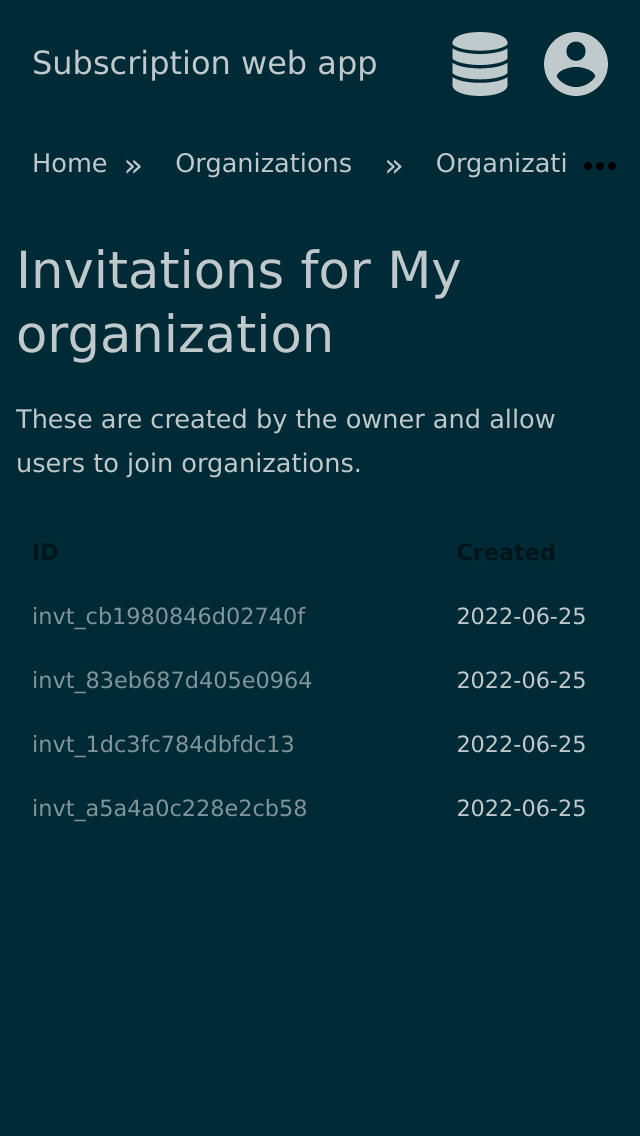 Subscription web app
Home » Organizations » Organizati •••
Invitations for My
organization
These are created by the owner and allow
users to join organizations.
ID Created
invt_cb1980846d02740f 2022-06-25
invt_83eb687d405e0964 2022-06-25
invt_1dc3fc784dbfdc13 2022-06-25
invt_a5a4a0c228e2cb58 2022-06-25